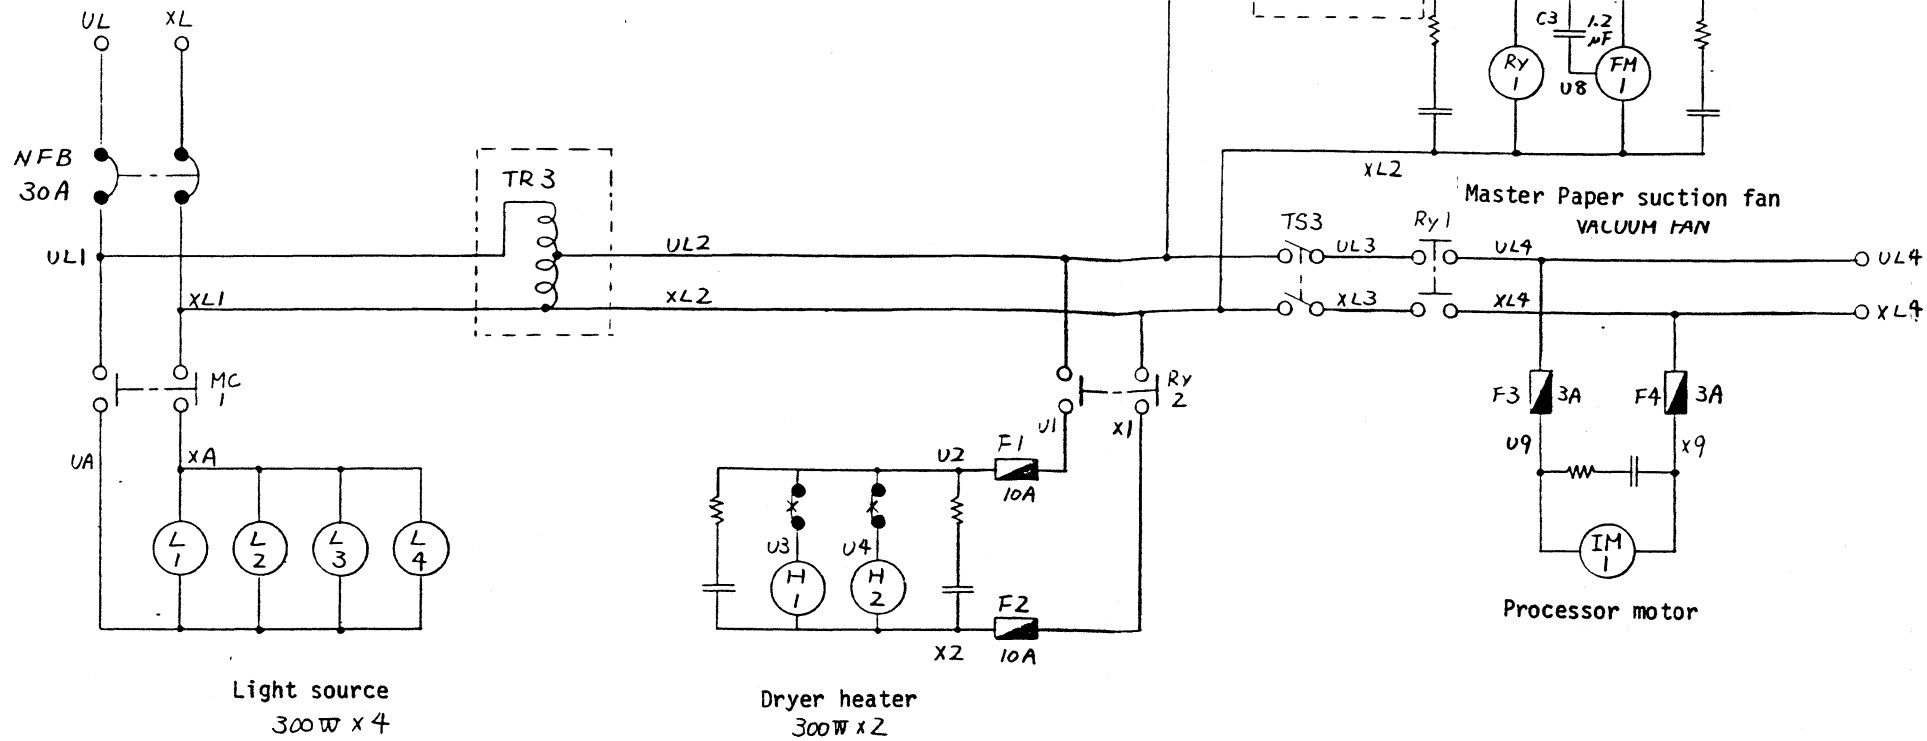 UL
XL
NFB
30A
TR3
UL1
XL1
UL2
XL2
MC
1
UA
XA
L
1
L
2
L
3
L
4
Light source
300W x 4
Ry
2
U1
X1
F1
10A
U2
U3
U4
H
1
H
2
F2
10A
X2
Dryer heater
300W x 2
C3
1.2
μF
Ry
1
U8
FM
1
XL2
Master Paper suction fan
VACUUM FAN
TS3
Ry1
UL3
UL4
UL4
XL3
XL4
XL4
F3
3A
F4
3A
U9
X9
IM
1
Processor motor